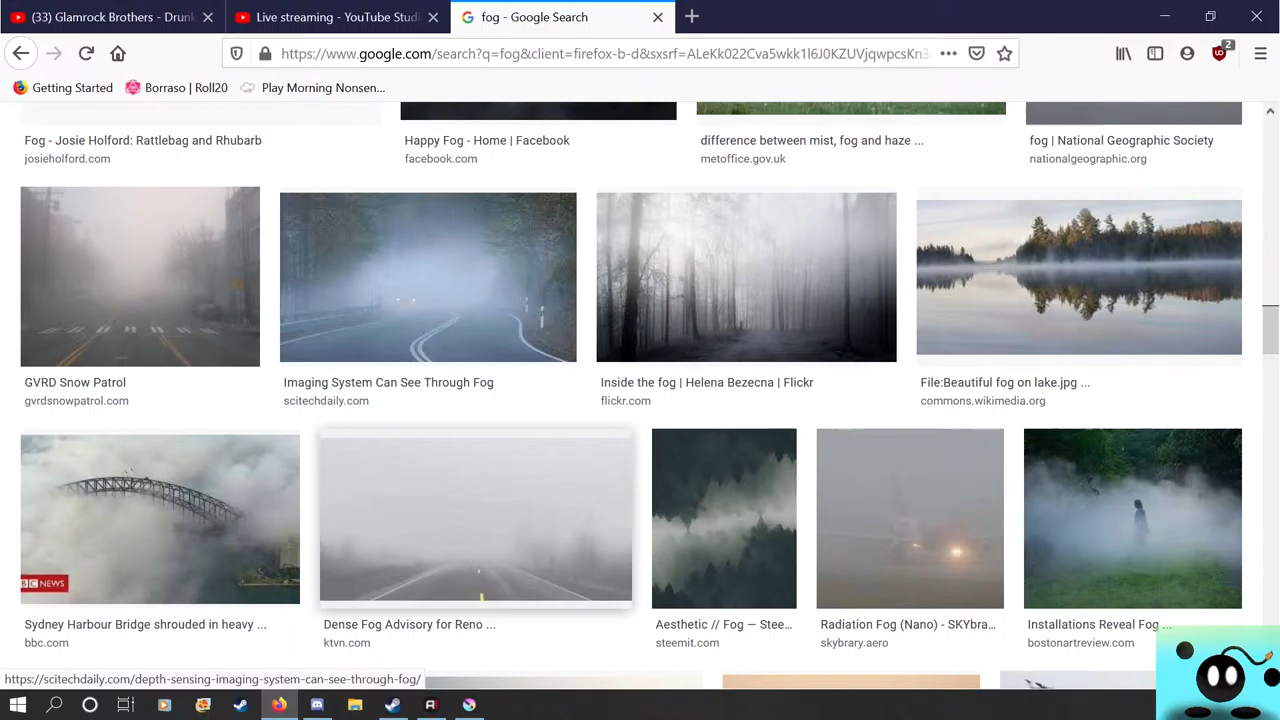 (33) Glamrock Brothers - Drunk
Live streaming - YouTube Studi
fog - Google Search
https://www.google.com/search?q=fog&client=firefox-b-d&sxsrf=ALeKk022Cva5wkk1l6J0KZUVjqwpcsKn3
2
Getting Started
Borraso | Roll20
Play Morning Nonsen...
Fog - Josie Holford: Rattlebag and Rhubarb
josieholford.com
Happy Fog - Home | Facebook
facebook.com
difference between mist, fog and haze ...
metoffice.gov.uk
fog | National Geographic Society
nationalgeographic.org
GVRD Snow Patrol
gvrdsnowpatrol.com
Imaging System Can See Through Fog
scitechdaily.com
Inside the fog | Helena Bezecna | Flickr
flickr.com
File:Beautiful fog on lake.jpg ...
commons.wikimedia.org
BBC NEWS
Sydney Harbour Bridge shrouded in heavy ...
bbc.com
Dense Fog Advisory for Reno ...
ktvn.com
Aesthetic // Fog — Stee...
steemit.com
Radiation Fog (Nano) - SKYbra...
skybrary.aero
Installations Reveal Fog ...
bostonartreview.com
https://scitechdaily.com/depth-sensing-imaging-system-can-see-through-fog/